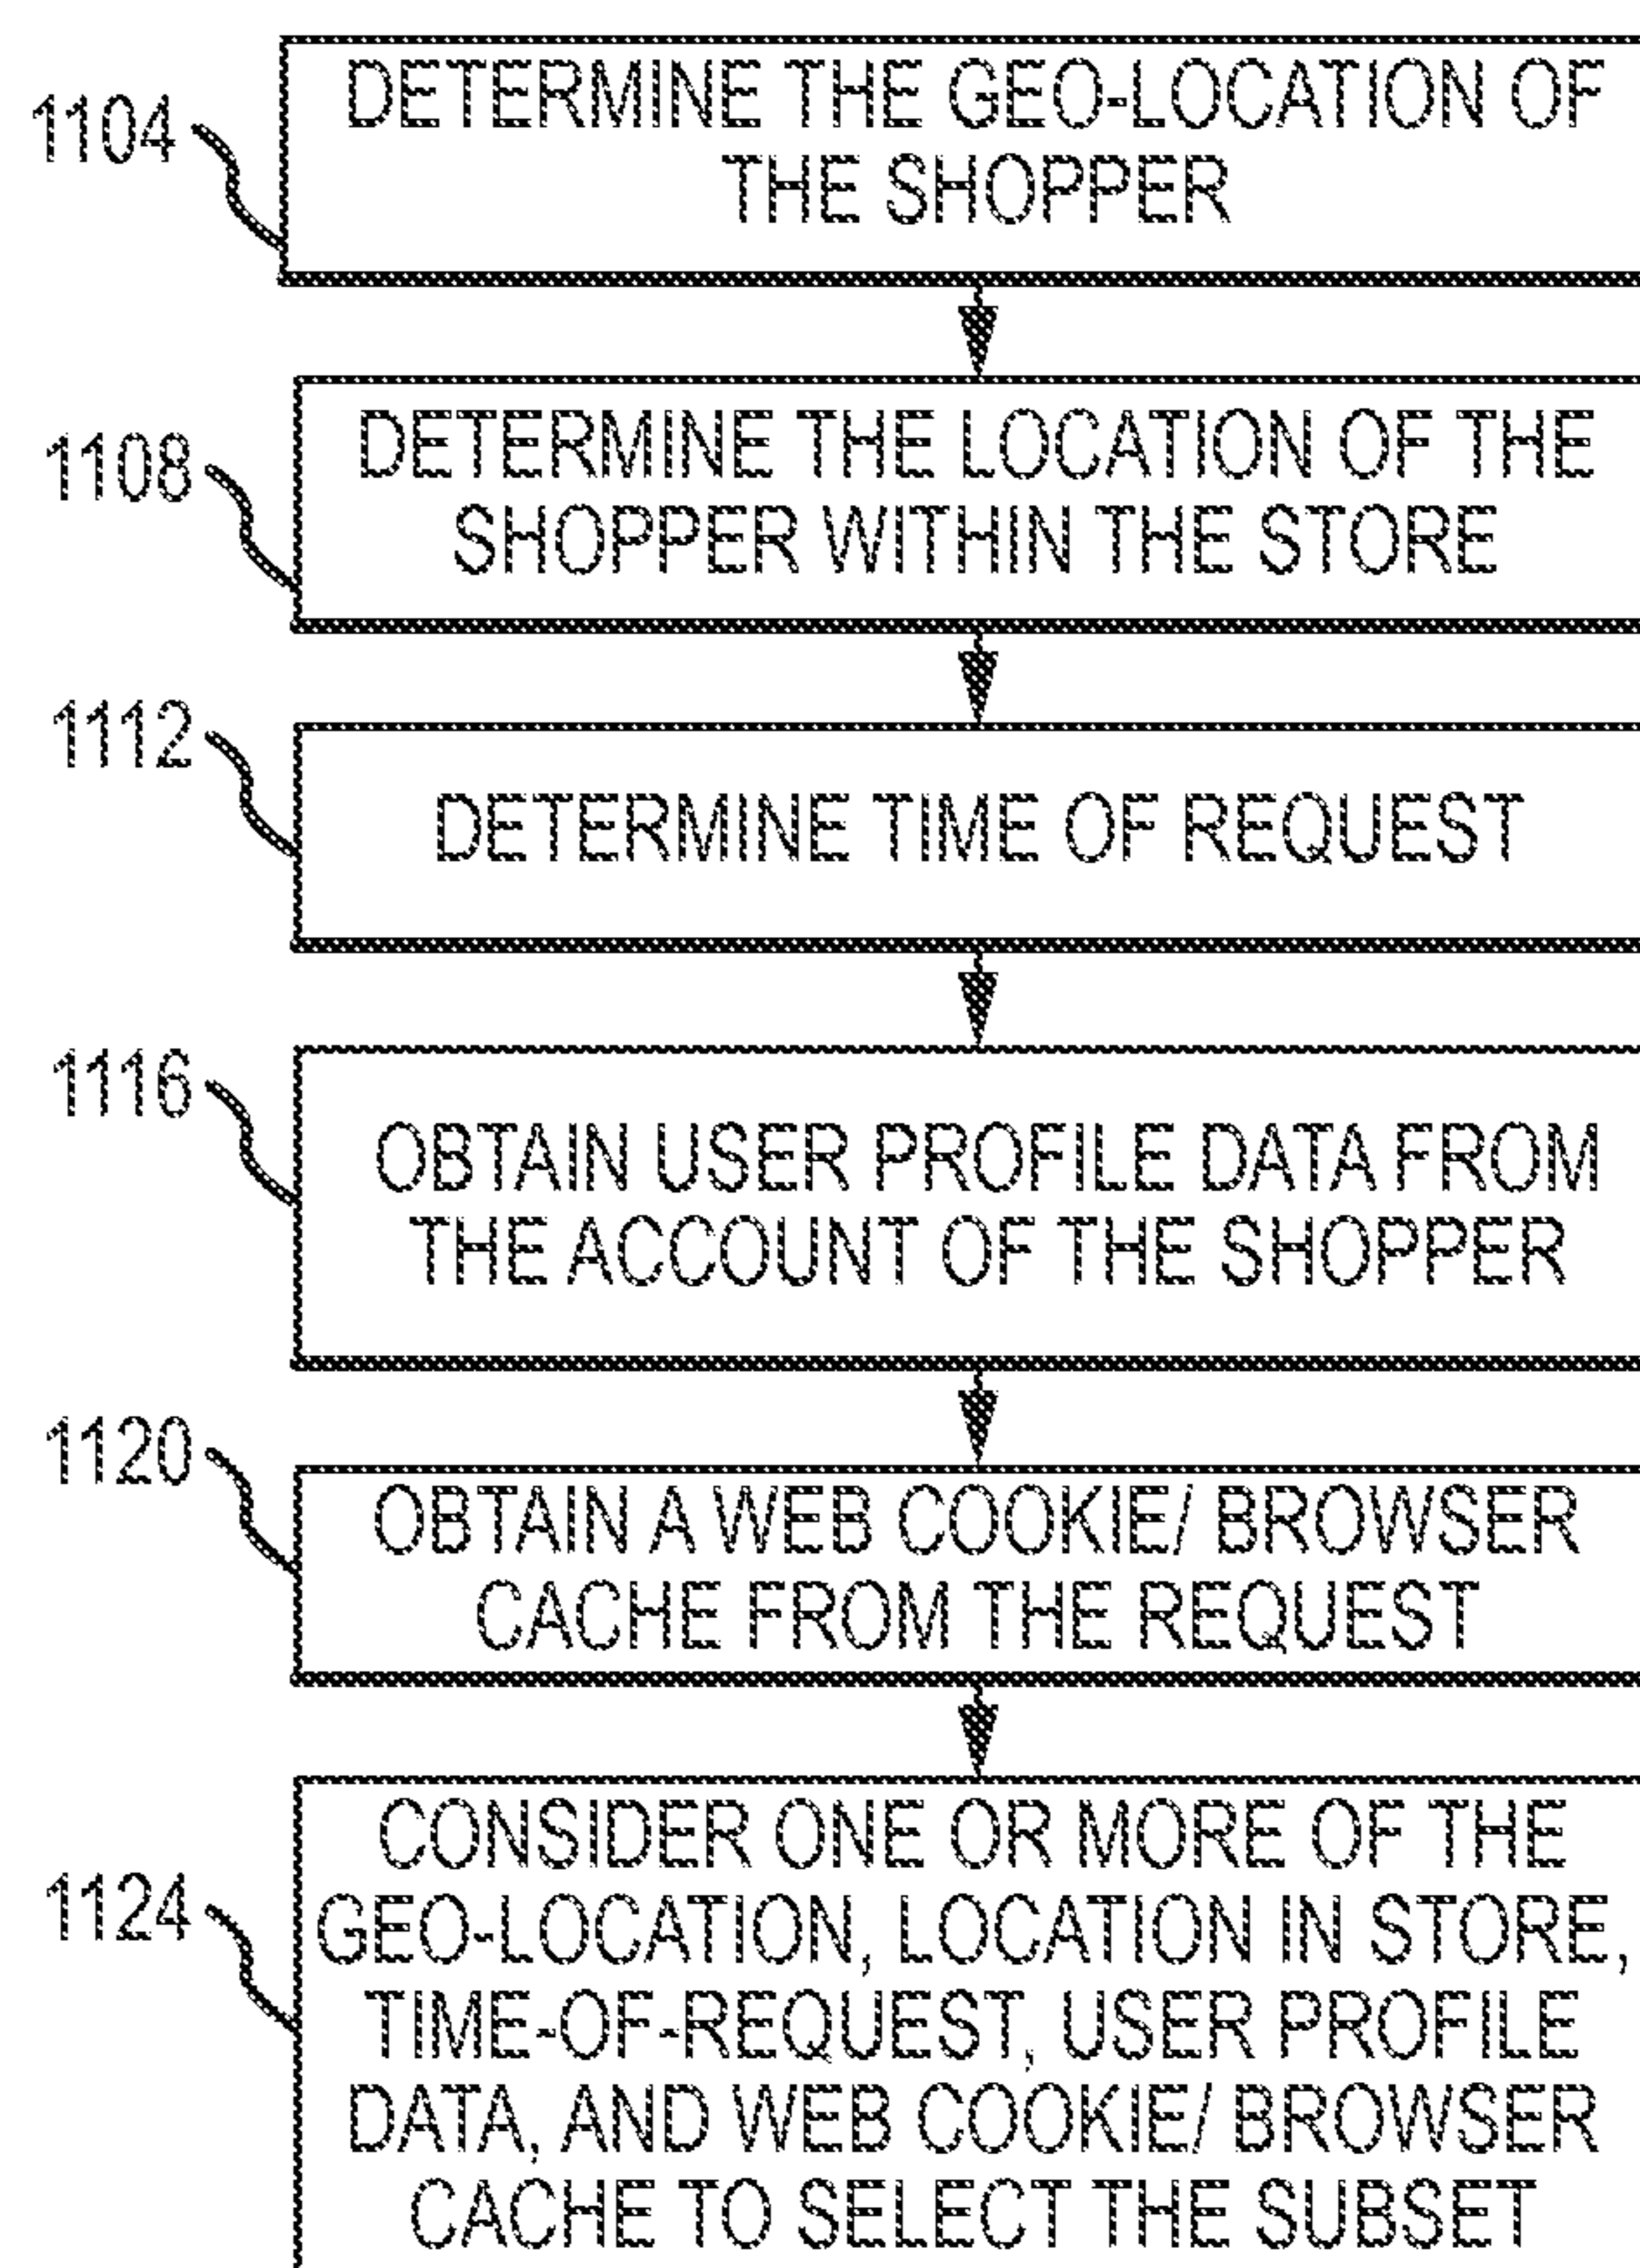 1104
DETERMINE THE GEO-LOCATION OF
THE SHOPPER
1108
DETERMINE THE LOCATION OF THE
SHOPPER WITHIN THE STORE
1112
DETERMINE TIME OF REQUEST
1116
OBTAIN USER PROFILE DATA FROM
THE ACCOUNT OF THE SHOPPER
1120
OBTAIN A WEB COOKIE/ BROWSER
CACHE FROM THE REQUEST
1124
CONSIDER ONE OR MORE OF THE
GEO-LOCATION, LOCATION IN STORE,
TIME-OF-REQUEST, USER PROFILE
DATA, AND WEB COOKIE/ BROWSER
CACHE TO SELECT THE SUBSET